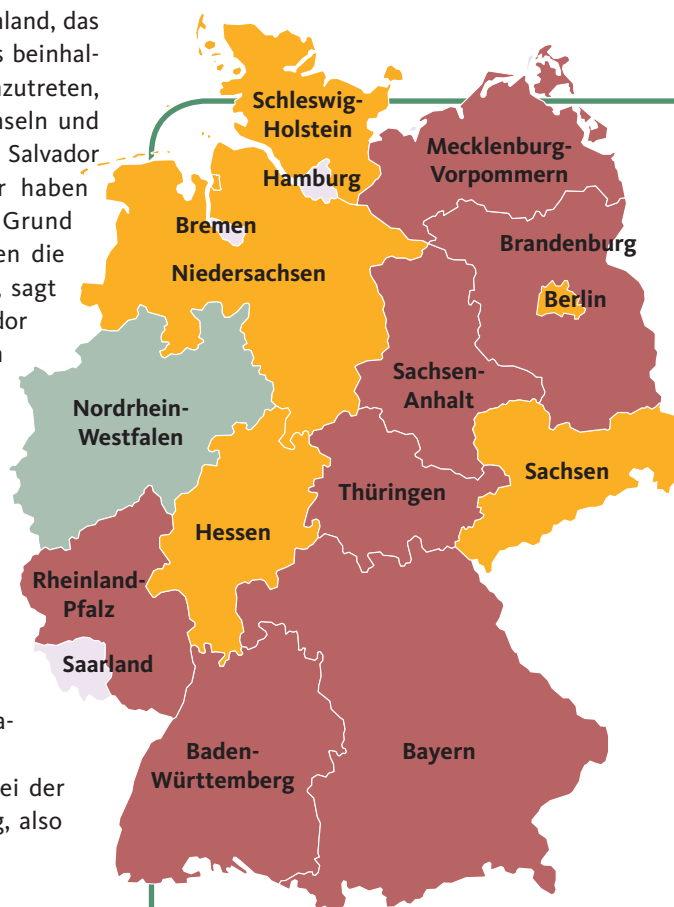 nland, das
s beinhal-
nzutreten,
nseln und
Salvador
r haben
Grund
en die
, sagt
dor
Schleswig-
Holstein
Mecklenburg-
Vorpommern
Hamburg
Bremen
Niedersachsen
Brandenburg
Berlin
Sachsen-
Anhalt
Nordrhein-
Westfalen
Sachsen
Thüringen
Hessen
Rheinland-
Pfalz
Saarland
Baden-
Württemberg
Bayern
a-
ei der
g, also